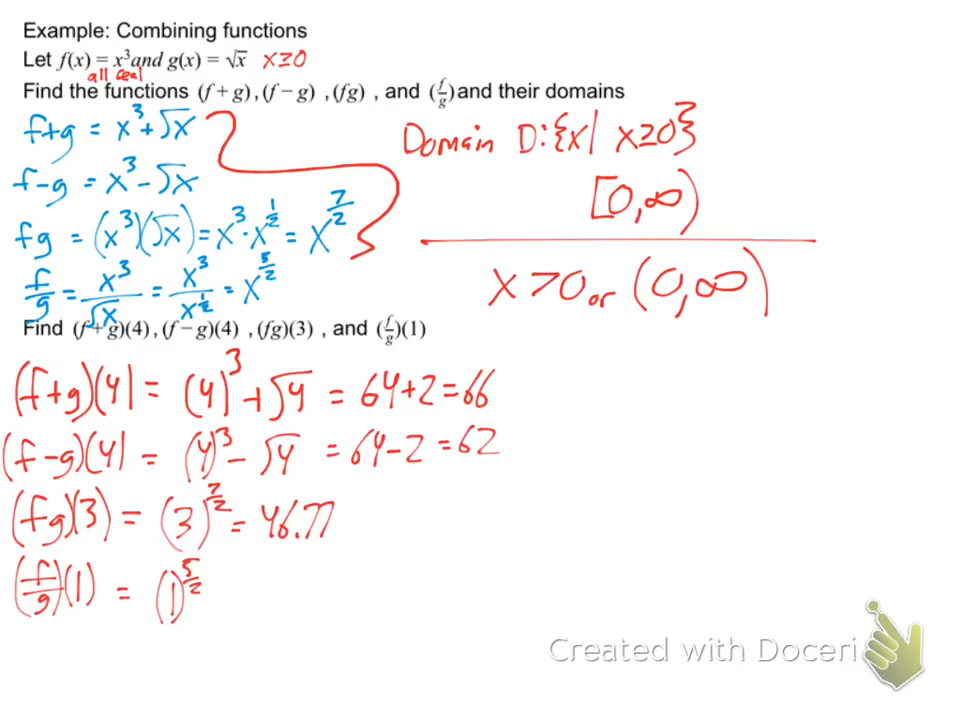 Example: Combining functions
Let f(x) = x³ and g(x) = √x x≥0
all real
Find the functions (f + g), (f − g) , (fg) , and (f/g) and their domains
f+g = x³+√x
Domain D:{x| x≥0}
f-g = x³-√x
[0,∞)
fg = (x³)(√x) = x³·x^(1/2) = x^(7/2)
f/g = x³/√x = x³/x^(1/2) = x^(5/2)
x>0 or (0,∞)
Find (f + g)(4) , (f − g)(4) , (fg)(3) , and (f/g)(1)
(f+g)(4) = (4)³+√4 = 64+2 = 66
(f-g)(4) = (4)³-√4 = 64-2 = 62
(fg)(3) = (3)^(7/2) = 46.77
(f/g)(1) = (1)^(5/2)
Created with Doceri